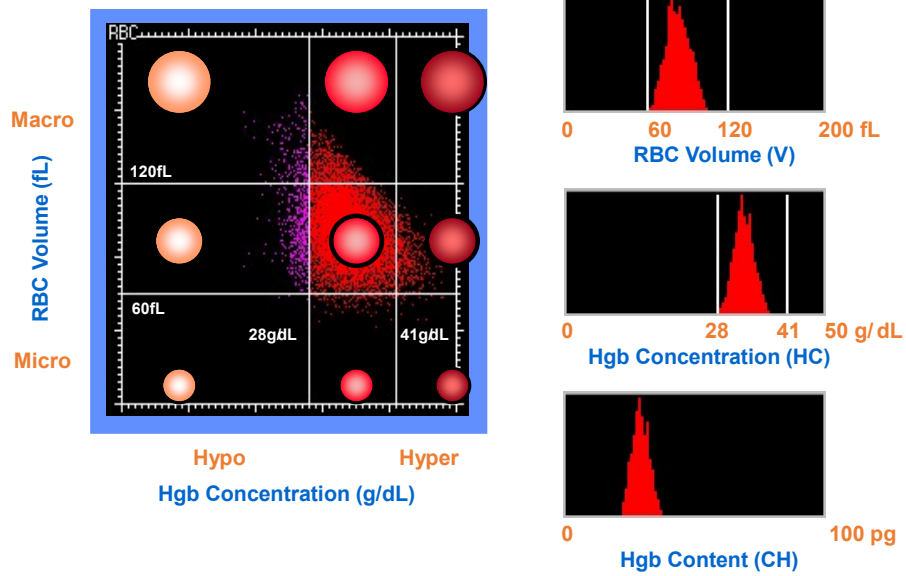 RBC
Macro
RBC Volume (fL)
120fL
60fL
28g/dL
41g/dL
Micro
Hypo
Hyper
Hgb Concentration (g/dL)
0
60
120
200 fL
RBC Volume (V)
0
28
41
50 g/ dL
Hgb Concentration (HC)
0
100 pg
Hgb Content (CH)